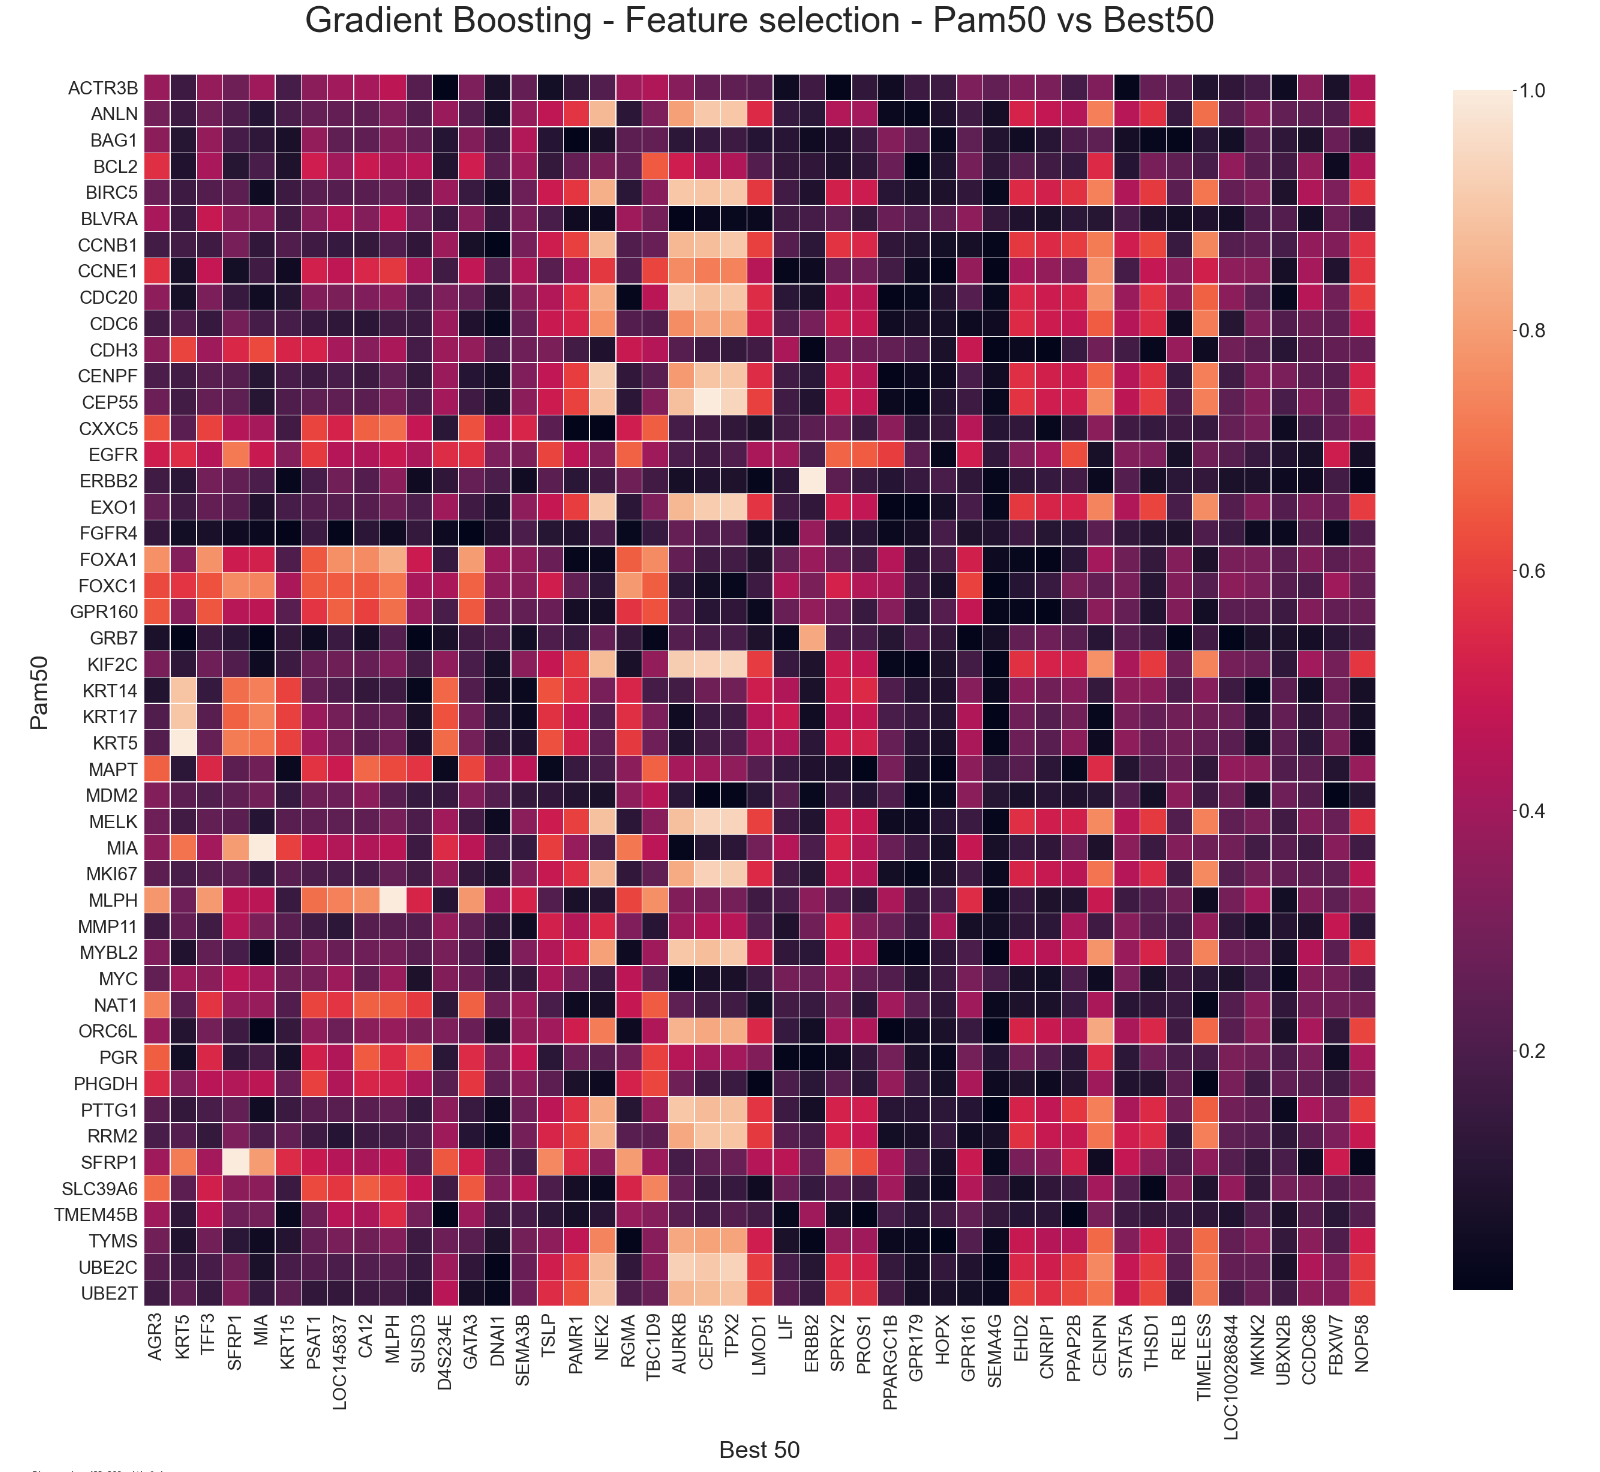 Gradient Boosting - Feature selection - Pam50 vs Best50
ACTR3B
ANLN
BAG1
BCL2
BIRC5
BLVRA
CCNB1
CCNE1
CDC20
CDC6
CDH3
CENPF
CEP55
CXXC5
EGFR
ERBB2
EXO1
FGFR4
FOXA1
FOXC1
GPR160
GRB7
KIF2C
KRT14
KRT17
KRT5
MAPT
MDM2
MELK
MIA
MKI67
MLPH
MMP11
MYBL2
MYC
NAT1
ORC6L
PGR
PHGDH
PTTG1
RRM2
SFRP1
SLC39A6
TMEM45B
TYMS
UBE2C
UBE2T
Pam50
AGR3
KRT5
TFF3
SFRP1
MIA
KRT15
PSAT1
LOC145837
CA12
MLPH
SUSD3
D4S234E
GATA3
DNAI1
SEMA3B
TSLP
PAMR1
NEK2
RGMA
TBC1D9
AURKB
CEP55
TPX2
LMOD1
LIF
ERBB2
SPRY2
PROS1
PPARGC1B
GPR179
HOPX
GPR161
SEMA4G
EHD2
CNRIP1
PPAP2B
CENPN
STAT5A
THSD1
RELB
TIMELESS
LOC100286844
MKNK2
UBXN2B
CCDC86
FBXW7
NOP58
Best 50
1.0
0.8
0.6
0.4
0.2